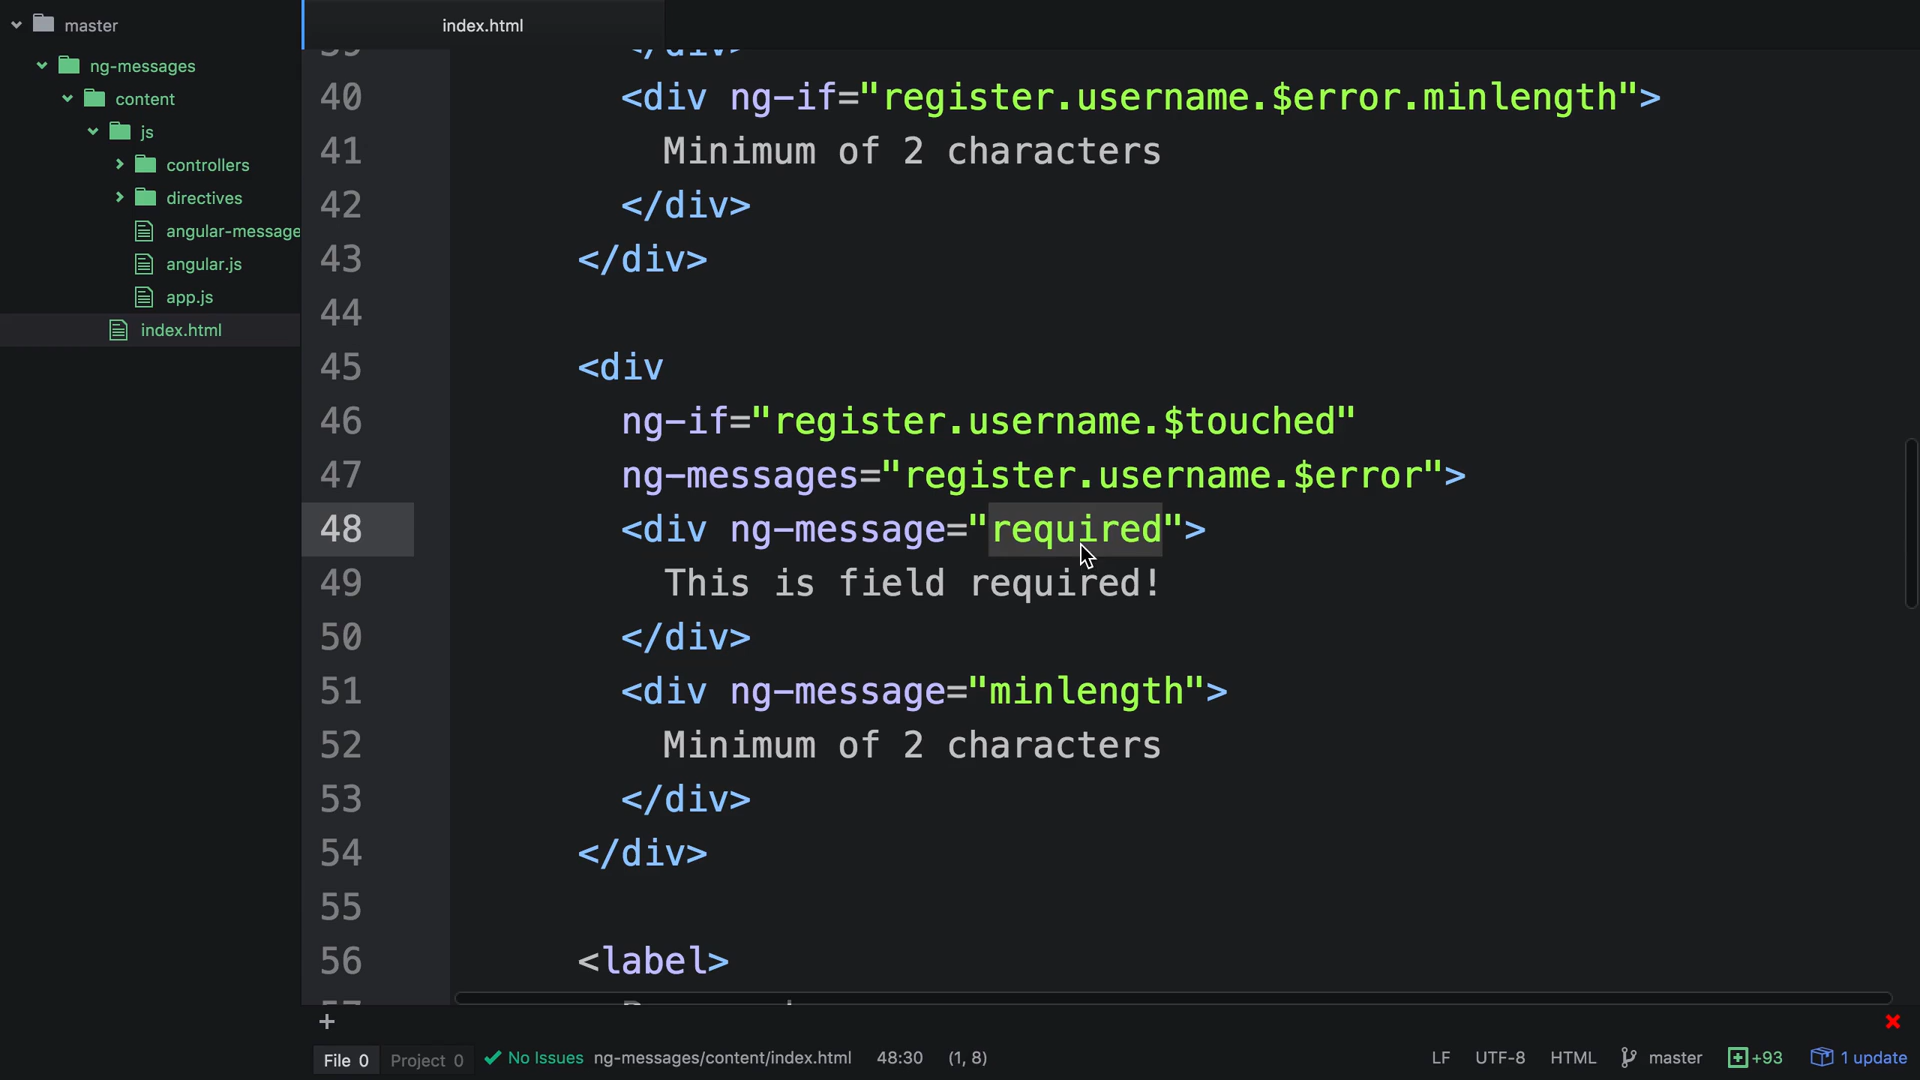 master
ng-messages
content
js
controllers
directives
angular-message
angular.js
app.js
index.html
index.html
39 </div>
40 <div ng-if="register.username.$error.minlength">
41 Minimum of 2 characters
42 </div>
43 </div>
44
45 <div
46 ng-if="register.username.$touched"
47 ng-messages="register.username.$error">
48 <div ng-message="required">
49 This is field required!
50 </div>
51 <div ng-message="minlength">
52 Minimum of 2 characters
53 </div>
54 </div>
55
56 <label>
57
+
File 0 Project 0 No Issues ng-messages/content/index.html 48:30 (1, 8) LF UTF-8 HTML master +93 1 update